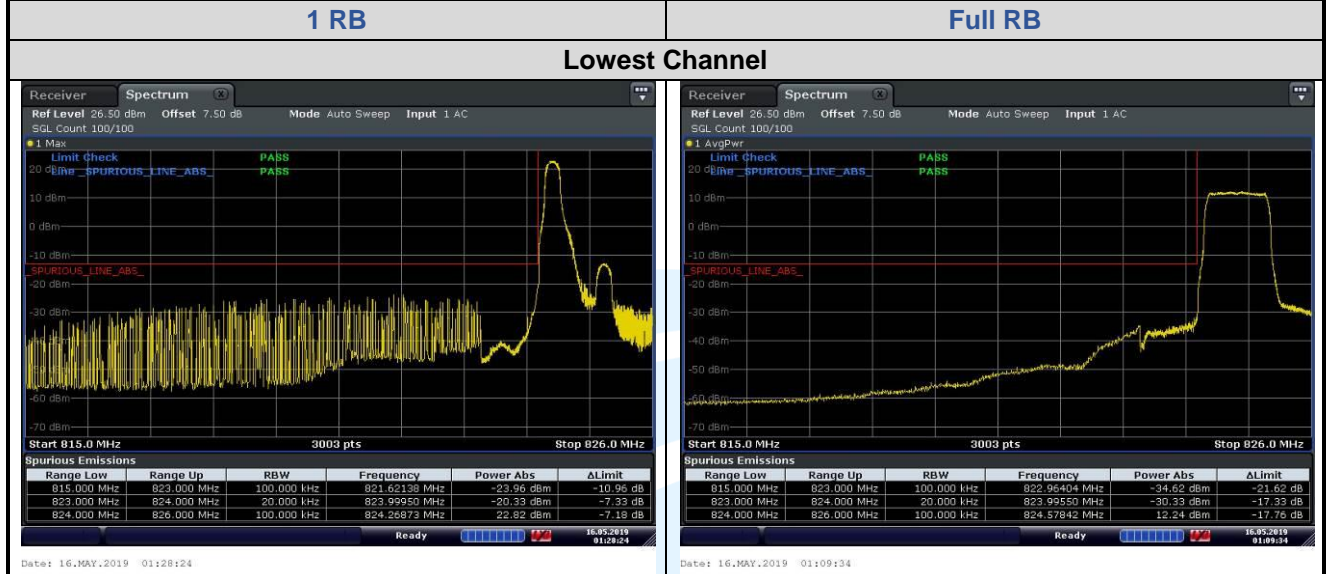 1 RB
Full RB
Lowest Channel
Receiver Spectrum X
Ref Level 26.50 dBm Offset 7.50 dB Mode Auto Sweep Input 1 AC
SGL Count 100/100
1 Max
Limit Check PASS
20 dBm Line _SPURIOUS_LINE_ABS_ PASS
10 dBm
0 dBm
-10 dBm
_SPURIOUS_LINE_ABS_
-20 dBm
-30 dBm
-40 dBm
-50 dBm
-60 dBm
-70 dBm
Start 815.0 MHz 3003 pts Stop 826.0 MHz
Spurious Emissions
Range Low Range Up RBW Frequency Power Abs ΔLimit
815.000 MHz 823.000 MHz 100.000 kHz 821.62138 MHz -23.96 dBm -10.96 dB
823.000 MHz 824.000 MHz 20.000 kHz 823.99950 MHz -20.33 dBm -7.33 dB
824.000 MHz 826.000 MHz 100.000 kHz 824.26873 MHz 22.82 dBm -7.18 dB
Ready 16.05.2019
01:28:24
Date: 16.MAY.2019 01:28:24
Receiver Spectrum X
Ref Level 26.50 dBm Offset 7.50 dB Mode Auto Sweep Input 1 AC
SGL Count 100/100
1 AvgPwr
Limit Check PASS
20 dBm Line _SPURIOUS_LINE_ABS_ PASS
10 dBm
0 dBm
-10 dBm
_SPURIOUS_LINE_ABS_
-20 dBm
-30 dBm
-40 dBm
-50 dBm
-60 dBm
-70 dBm
Start 815.0 MHz 3003 pts Stop 826.0 MHz
Spurious Emissions
Range Low Range Up RBW Frequency Power Abs ΔLimit
815.000 MHz 823.000 MHz 100.000 kHz 822.96404 MHz -34.62 dBm -21.62 dB
823.000 MHz 824.000 MHz 20.000 kHz 823.99550 MHz -30.33 dBm -17.33 dB
824.000 MHz 826.000 MHz 100.000 kHz 824.57842 MHz 12.24 dBm -17.76 dB
Ready 16.05.2019
01:09:34
Date: 16.MAY.2019 01:09:34